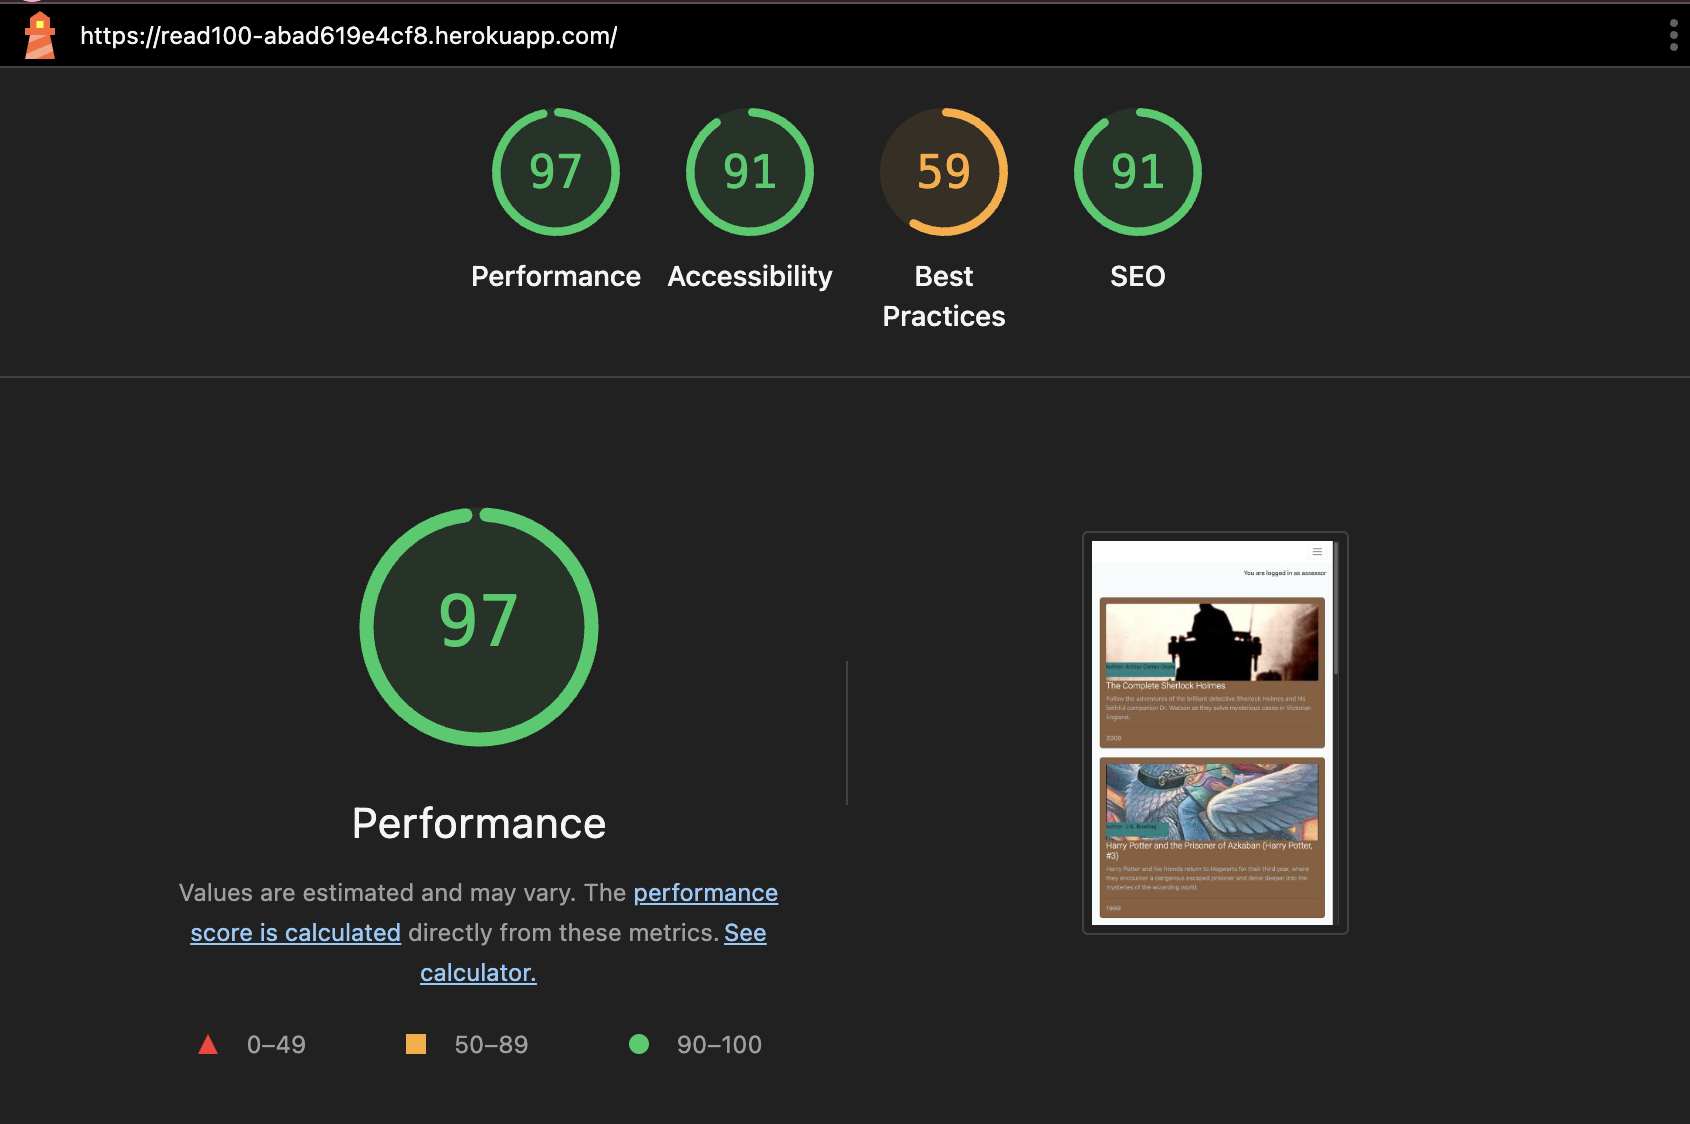 https://read100-abad619e4cf8.herokuapp.com/
97
91
59
91
Performance
Accessibility
Best
Practices
SEO
97
Performance
Values are estimated and may vary. The performance
score is calculated directly from these metrics. See
calculator.
0–49
50–89
90–100
You are logged in as assessor
Author: Arthur Conan Doyle
The Complete Sherlock Holmes
Follow the adventures of the brilliant detective Sherlock Holmes and his
faithful companion Dr. Watson as they solve mysterious cases in Victorian
England.
Author: J.K. Rowling
Harry Potter and the Prisoner of Azkaban (Harry Potter,
#3)
Harry Potter and his friends return to Hogwarts for their third year, where
they encounter a dangerous escaped prisoner and delve deeper into the
mysteries of the wizarding world.
1999